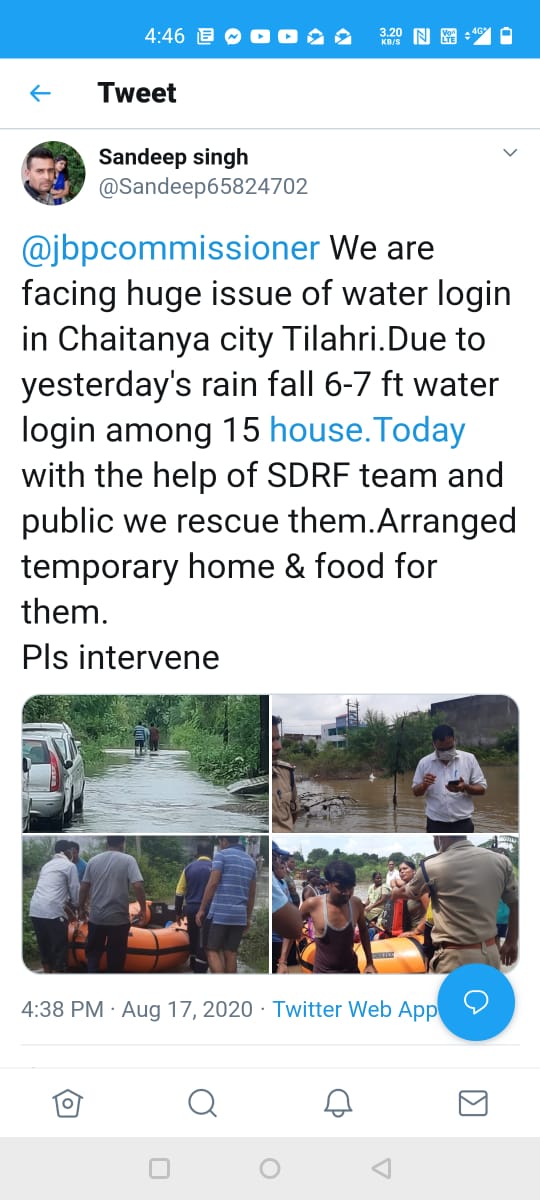 4:46
3.20
KB/S
VoD
LTE
4G+
Tweet
Sandeep singh
@Sandeep65824702
@jbpcommissioner We are
facing huge issue of water login
in Chaitanya city Tilahri.Due to
yesterday's rain fall 6-7 ft water
login among 15 house.Today
with the help of SDRF team and
public we rescue them.Arranged
temporary home & food for
them.
Pls intervene
4:38 PM · Aug 17, 2020 · Twitter Web App